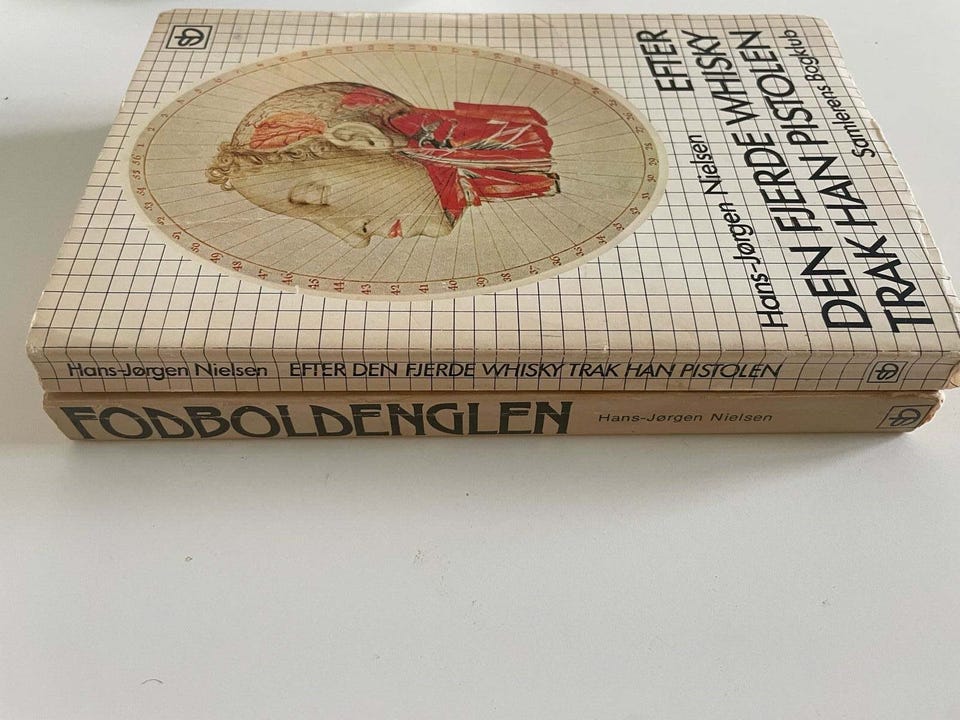 Hans-Jørgen Nielsen
EFTER
DEN FJERDE WHISKY
TRAK HAN PISTOLEN
Samlerens Bogklub
Hans-Jørgen Nielsen EFTER DEN FJERDE WHISKY TRAK HAN PISTOLEN
FODBOLDENGLEN Hans-Jørgen Nielsen